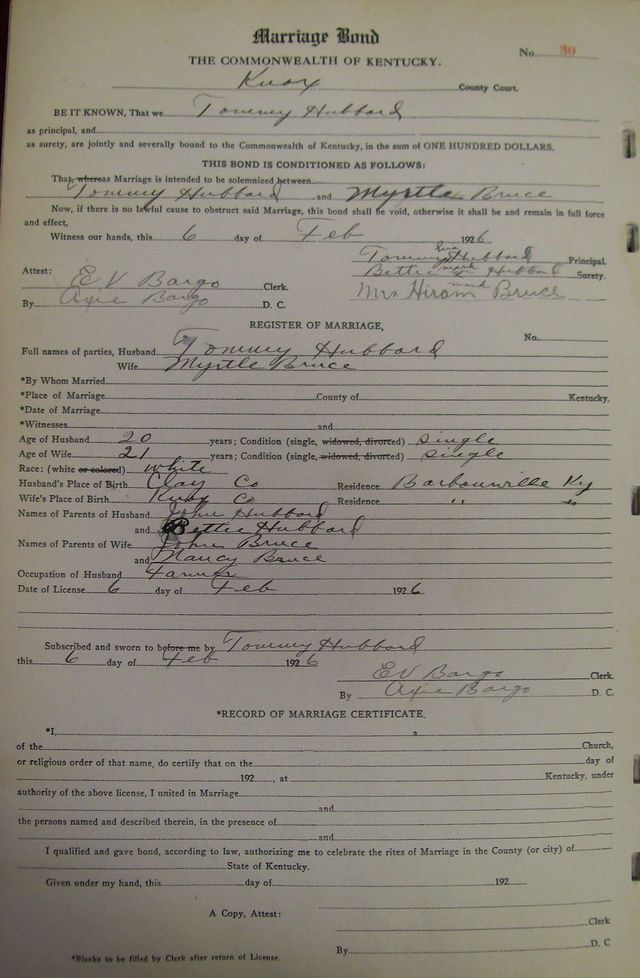 Marriage Bond
No. 30
THE COMMONWEALTH OF KENTUCKY.
Knox County Court.
BE IT KNOWN, That we Tommy Hubbard
as principal, and
as surety, are jointly and severally bound to the Commonwealth of Kentucky, in the sum of ONE HUNDRED DOLLARS.
THIS BOND IS CONDITIONED AS FOLLOWS:
That, whereas Marriage is intended to be solemnized between
Tommy Hubbard and Myrtle Bruce
Now, if there is no lawful cause to obstruct said Marriage, this bond shall be void, otherwise it shall be and remain in full force
and effect,
Witness our hands, this 6 day of Feb 1926
Tommy Hubbard Principal.
Bettie her mark Hubbard Surety.
Attest:
E V Bargo Clerk.
Mrs Hiram mark Bruce
By Oxie Bargo D. C.
REGISTER OF MARRIAGE,
No.
Full names of parties, Husband Tommy Hubbard
Wife Myrtle Bruce
*By Whom Married
*Place of Marriage County of Kentucky.
*Date of Marriage
*Witnesses and
Age of Husband 20 years; Condition (single, widowed, divorced) single
Age of Wife 21 years; Condition (single, widowed, divorced) single
Race: (white or colored) white
Husband's Place of Birth Clay Co Residence Barbourville Ky
Wife's Place of Birth Knox Co Residence " "
Names of Parents of Husband John Hubbard
and Bettie Hubbard
Names of Parents of Wife John Bruce
and Nancy Bruce
Occupation of Husband Farmer
Date of License 6 day of Feb 1926
Subscribed and sworn to before me by Tommy Hubbard
this 6 day of Feb 1926
E V Bargo Clerk.
By Oxie Bargo D. C.
*RECORD OF MARRIAGE CERTIFICATE.
*I, a
of the Church,
or religious order of that name, do certify that on the day of
192 , at Kentucky, under
authority of the above license, I united in Marriage
and
the persons named and described therein, in the presence of
and
I qualified and gave bond, according to law, authorizing me to celebrate the rites of Marriage in the County (or city) of
State of Kentucky.
Given under my hand, this day of 192
A Copy, Attest:
Clerk
By D. C
*Blanks to be filled by Clerk after return of License.